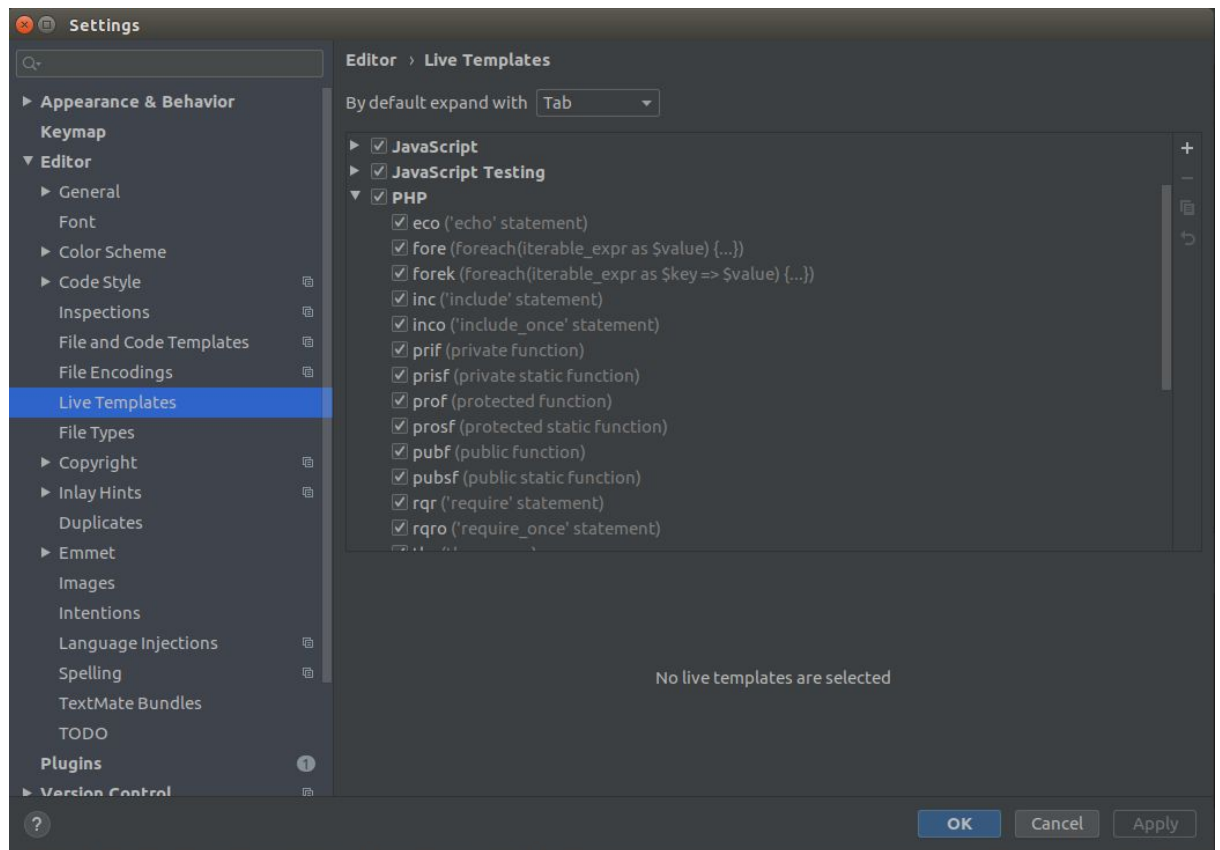 Settings
Appearance & Behavior
Keymap
Editor
General
Font
Color Scheme
Code Style
Inspections
File and Code Templates
File Encodings
Live Templates
File Types
Copyright
Inlay Hints
Duplicates
Emmet
Images
Intentions
Language Injections
Spelling
TextMate Bundles
TODO
Plugins 1
Version Control
Editor › Live Templates
By default expand with Tab
JavaScript
JavaScript Testing
PHP
eco ('echo' statement)
fore (foreach(iterable_expr as $value) {...})
forek (foreach(iterable_expr as $key => $value) {...})
inc ('include' statement)
inco ('include_once' statement)
prif (private function)
prisf (private static function)
prof (protected function)
prosf (protected static function)
pubf (public function)
pubsf (public static function)
rqr ('require' statement)
rqro ('require_once' statement)
No live templates are selected
?
OK Cancel Apply